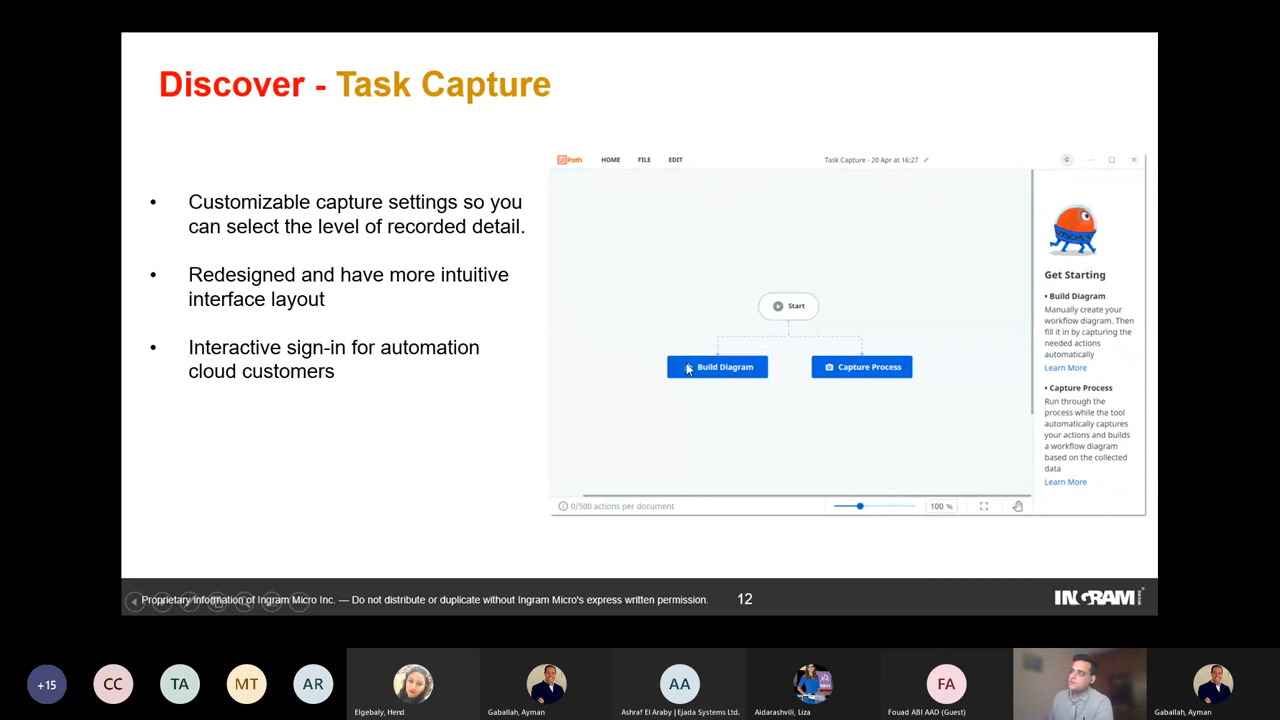 Discover - Task Capture
• Customizable capture settings so you
can select the level of recorded detail.
• Redesigned and have more intuitive
interface layout
• Interactive sign-in for automation
cloud customers
UiPath HOME FILE EDIT Task Capture - 20 Apr at 16:27 C
Start
Build Diagram Capture Process
Get Starting
• Build Diagram
Manually create your
workflow diagram. Then
fill it in by capturing the
needed actions
automatically
Learn More
• Capture Process
Run through the
process while the tool
automatically captures
your actions and builds
a workflow diagram
based on the collected
data
Learn More
0/500 actions per document 100 %
Proprietary information of Ingram Micro Inc. — Do not distribute or duplicate without Ingram Micro's express written permission. 12 INGRAM MICRO
+15 CC TA MT AR AA FA
Elgebaly, Hend Gaballah, Ayman Ashraf El Araby | Ejada Systems Ltd. Aidarashvili, Liza Fouad ABI AAD (Guest) Gaballah, Ayman